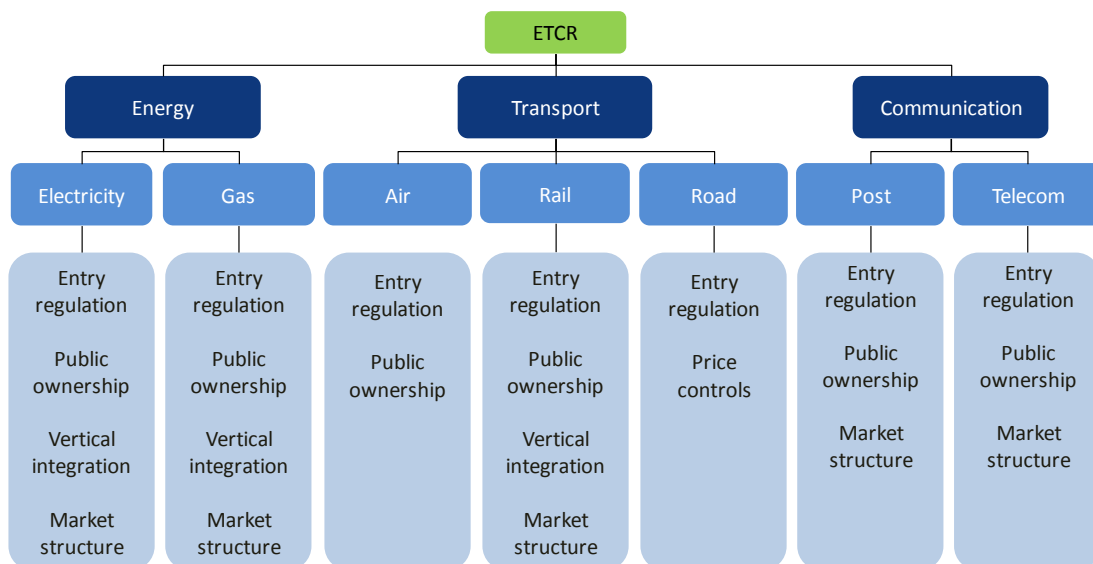 ETCR
Energy
Transport
Communication
Electricity
Gas
Air
Rail
Road
Post
Telecom
Entry
regulation
Public
ownership
Vertical
integration
Market
structure
Entry
regulation
Public
ownership
Vertical
integration
Market
structure
Entry
regulation
Public
ownership
Entry
regulation
Public
ownership
Vertical
integration
Market
structure
Entry
regulation
Price
controls
Entry
regulation
Public
ownership
Market
structure
Entry
regulation
Public
ownership
Market
structure